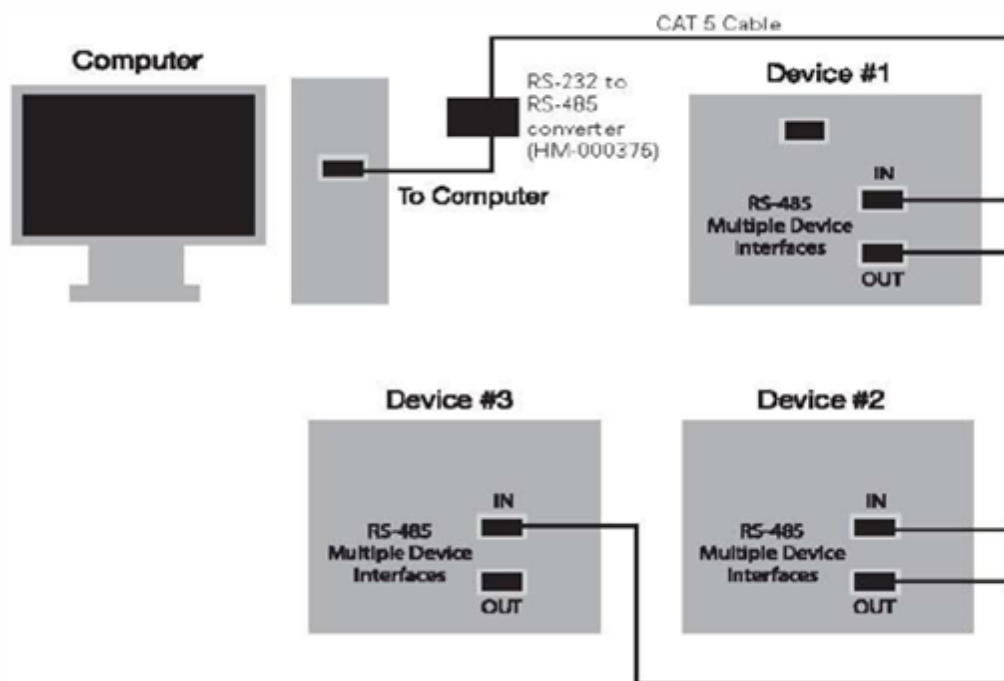 CAT 5 Cable
Computer
RS-232 to
RS-485
converter
(HM-000376)
To Computer
Device #1
IN
RS-485
Multiple Device
Interfaces
OUT
Device #3
IN
RS-485
Multiple Device
Interfaces
OUT
Device #2
IN
RS-485
Multiple Device
Interfaces
OUT